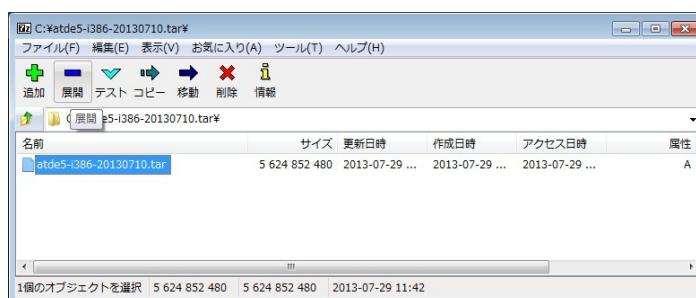 C:¥atde5-i386-20130710.tar¥
ファイル(F) 編集(E) 表示(V) お気に入り(A) ツール(T) ヘルプ(H)
追加 展開 テスト コピー 移動 削除 情報
展開 e5-i386-20130710.tar¥
名前 サイズ 更新日時 作成日時 アクセス日時 属性
atde5-i386-20130710.tar 5 624 852 480 2013-07-29 ... 2013-07-29 ... 2013-07-29 ... A
1個のオブジェクトを選択 5 624 852 480 5 624 852 480 2013-07-29 11:42